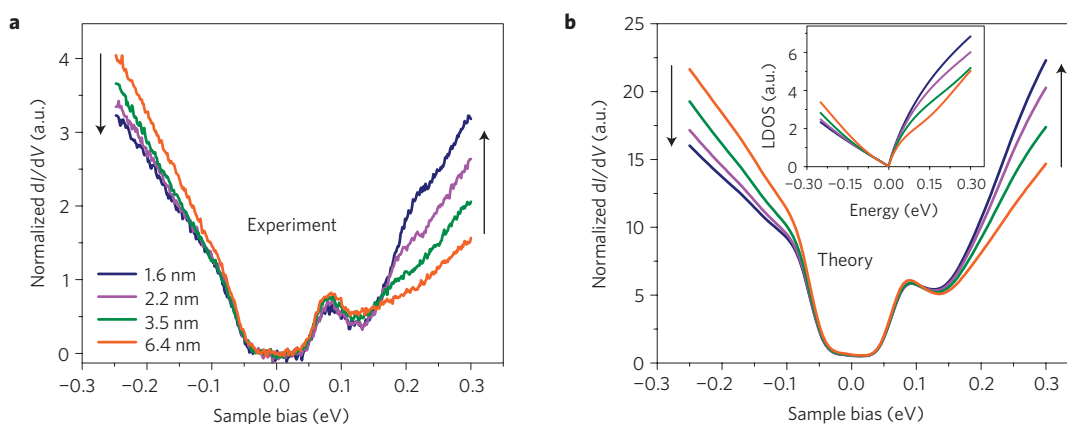 a
Normalized dI/dV (a.u.)
4
3
2
1
0
Experiment
1.6 nm
2.2 nm
3.5 nm
6.4 nm
−0.3 −0.2 −0.1 0.0 0.1 0.2 0.3
Sample bias (eV)
b
Normalized dI/dV (a.u.)
25
20
15
10
5
0
Theory
LDOS (a.u.)
6
4
2
0
−0.30 −0.15 0.00 0.15 0.30
Energy (eV)
−0.3 −0.2 −0.1 0.0 0.1 0.2 0.3
Sample bias (eV)